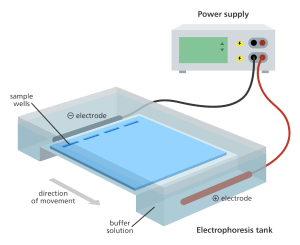 Power supply
sample
wells
⊖ electrode
direction
of movement
⊕ electrode
buffer
solution
Electrophoresis tank